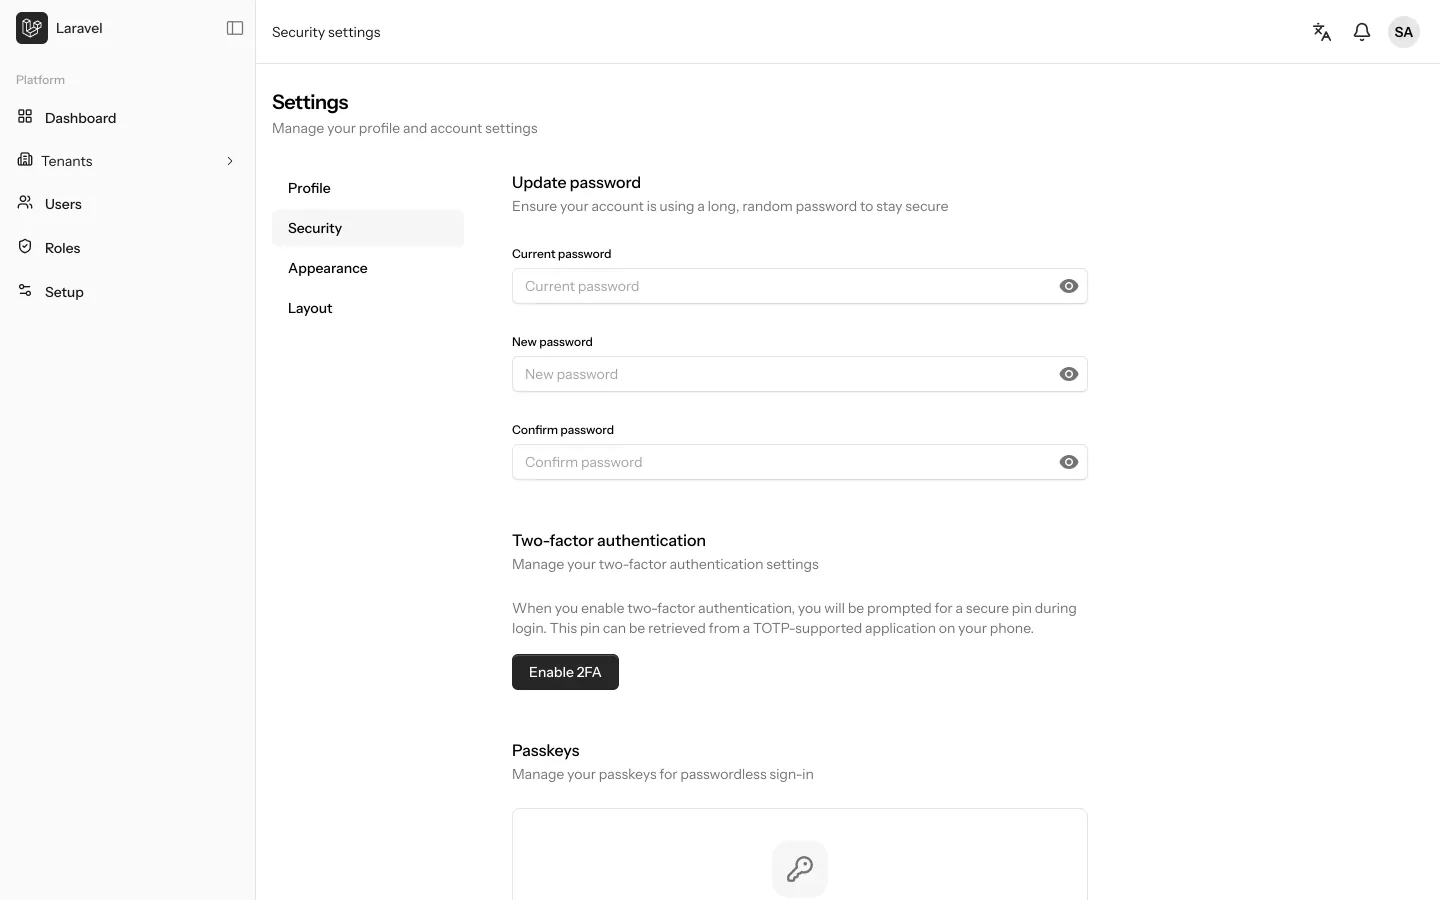 Laravel
Platform
Dashboard
Tenants
Users
Roles
Setup
Security settings
SA
Settings
Manage your profile and account settings
Profile
Security
Appearance
Layout
Update password
Ensure your account is using a long, random password to stay secure
Current password
Current password
New password
New password
Confirm password
Confirm password
Two-factor authentication
Manage your two-factor authentication settings
When you enable two-factor authentication, you will be prompted for a secure pin during
login. This pin can be retrieved from a TOTP-supported application on your phone.
Enable 2FA
Passkeys
Manage your passkeys for passwordless sign-in